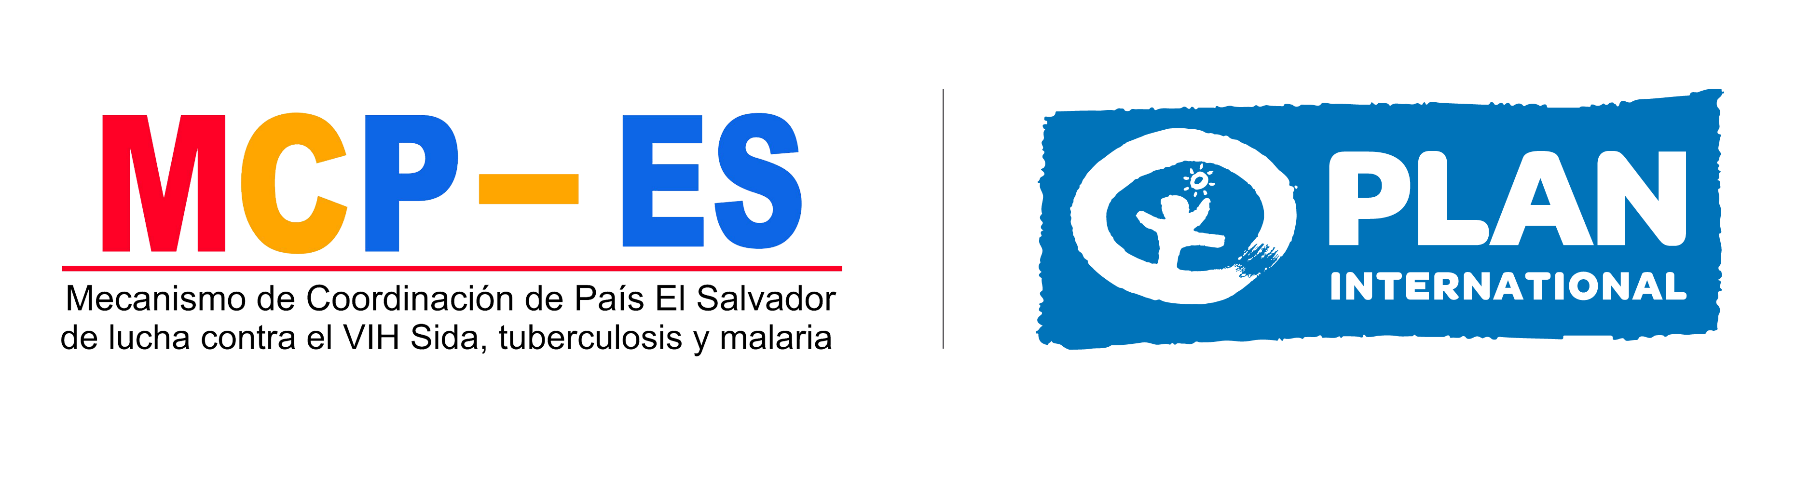 MCP-ES
Mecanismo de Coordinación de País El Salvador
de lucha contra el VIH Sida, tuberculosis y malaria
PLAN
INTERNATIONAL